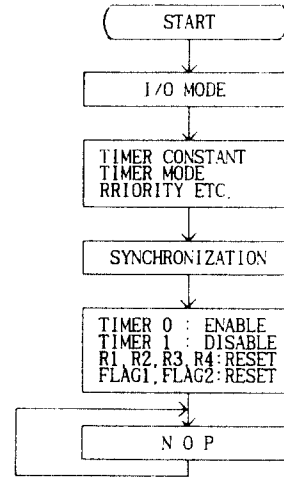 START
I/O MODE
TIMER CONSTANT
TIMER MODE
RRIORITY ETC.
SYNCHRONIZATION
TIMER 0 : ENABLE
TIMER 1 : DISABLE
R1, R2, R3, R4:RESET
FLAG1, FLAG2:RESET
N O P